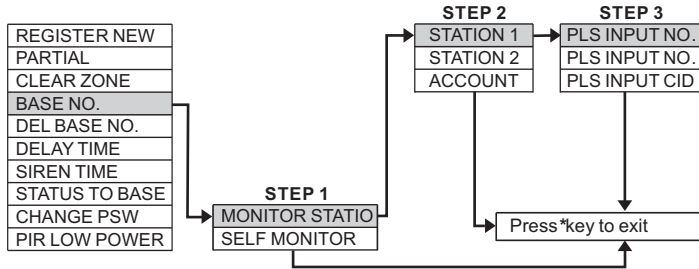 REGISTER NEW
PARTIAL
CLEAR ZONE
BASE NO.
DEL BASE NO.
DELAY TIME
SIREN TIME
STATUS TO BASE
CHANGE PSW
PIR LOW POWER
STEP 1
MONITOR STATIO
SELF MONITOR
STEP 2
STATION 1
STATION 2
ACCOUNT
STEP 3
PLS INPUT NO.
PLS INPUT NO.
PLS INPUT CID
Press*key to exit